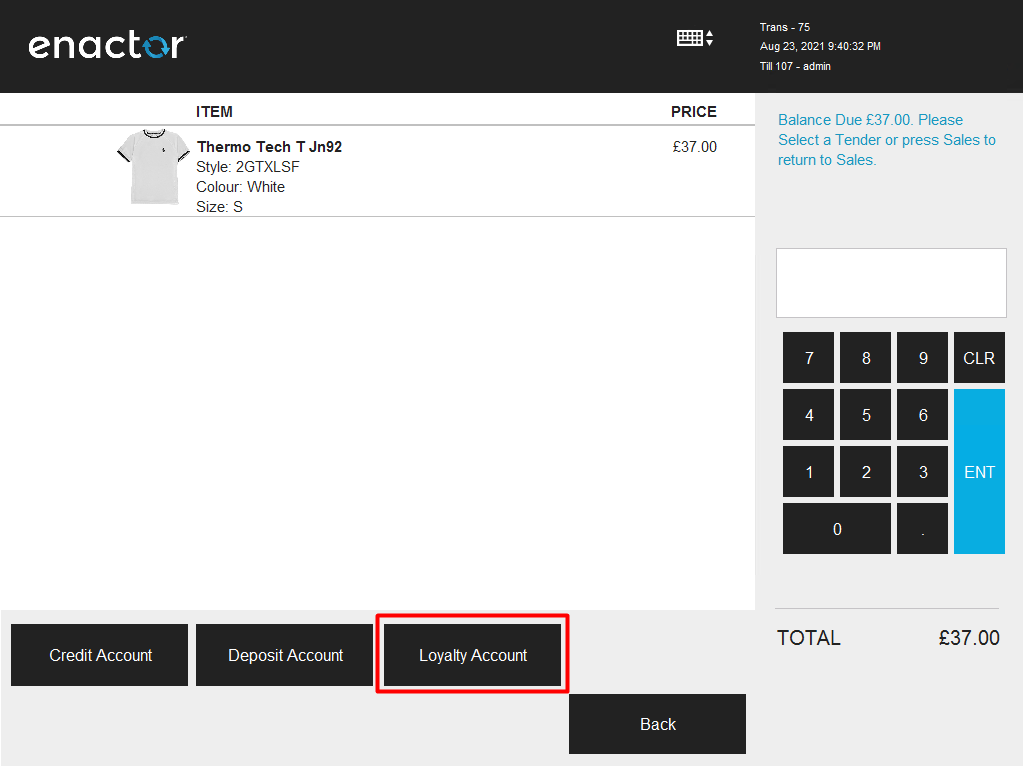 enactor
Trans - 75
Aug 23, 2021 9:40:32 PM
Till 107 - admin
ITEM PRICE
Thermo Tech T Jn92 £37.00
Style: 2GTXLSF
Colour: White
Size: S
Balance Due £37.00. Please
Select a Tender or press Sales to
return to Sales.
7 8 9 CLR
4 5 6
1 2 3 ENT
0 .
TOTAL £37.00
Credit Account Deposit Account Loyalty Account
Back